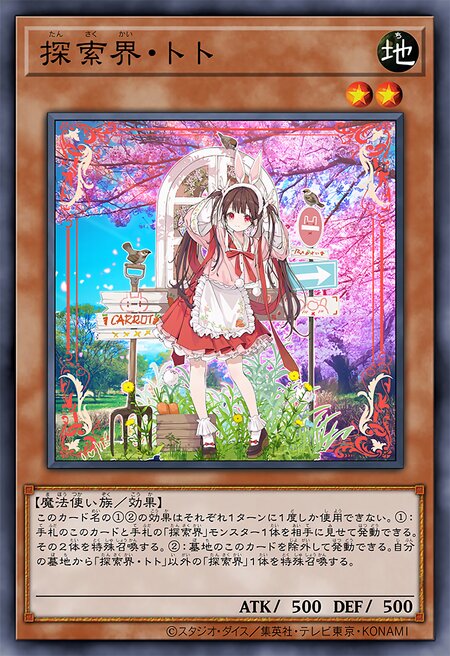 探索界・トト
地
CARROT
【魔法使い族／効果】
このカード名の①②の効果はそれぞれ1ターンに1度しか使用できない。①：
手札のこのカードと手札の「探索界」モンスター1体を相手に見せて発動できる。
その2体を特殊召喚する。②：墓地のこのカードを除外して発動できる。自分
の墓地から「探索界・トト」以外の「探索界」1体を特殊召喚する。
ATK/ 500 DEF/ 500
©スタジオ・ダイス／集英社・テレビ東京・KONAMI